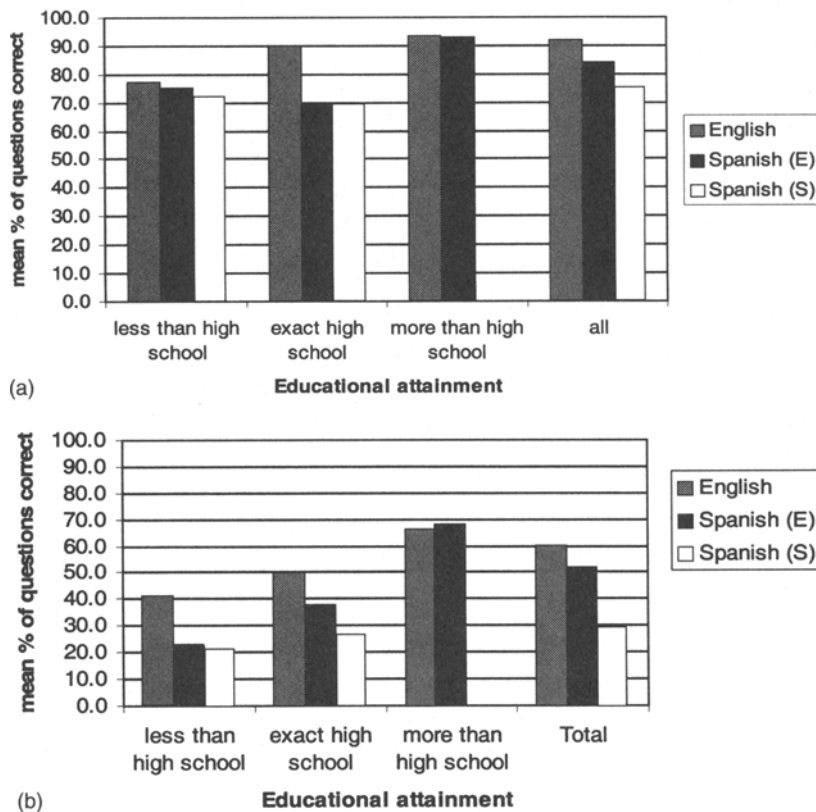 mean % of questions correct
100.0
90.0
80.0
70.0
60.0
50.0
40.0
30.0
20.0
10.0
0.0
less than high
school
exact high
school
more than high
school
all
Educational attainment
English
Spanish (E)
Spanish (S)
(a)
mean % of questions correct
100.0
90.0
80.0
70.0
60.0
50.0
40.0
30.0
20.0
10.0
0.0
less than
high school
exact high
school
more than
high school
Total
Educational attainment
English
Spanish (E)
Spanish (S)
(b)